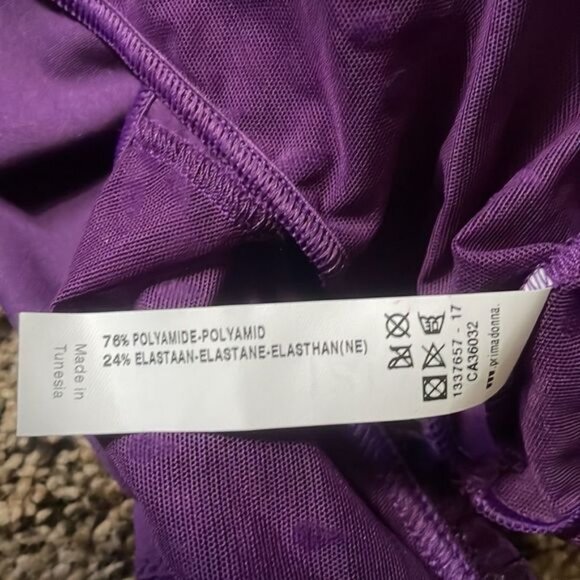 Made in
Tunesia
76% POLYAMIDE-POLYAMID
24% ELASTAAN-ELASTANE-ELASTHAN(NE)
1337657 - 17
CA36032
primadonna.